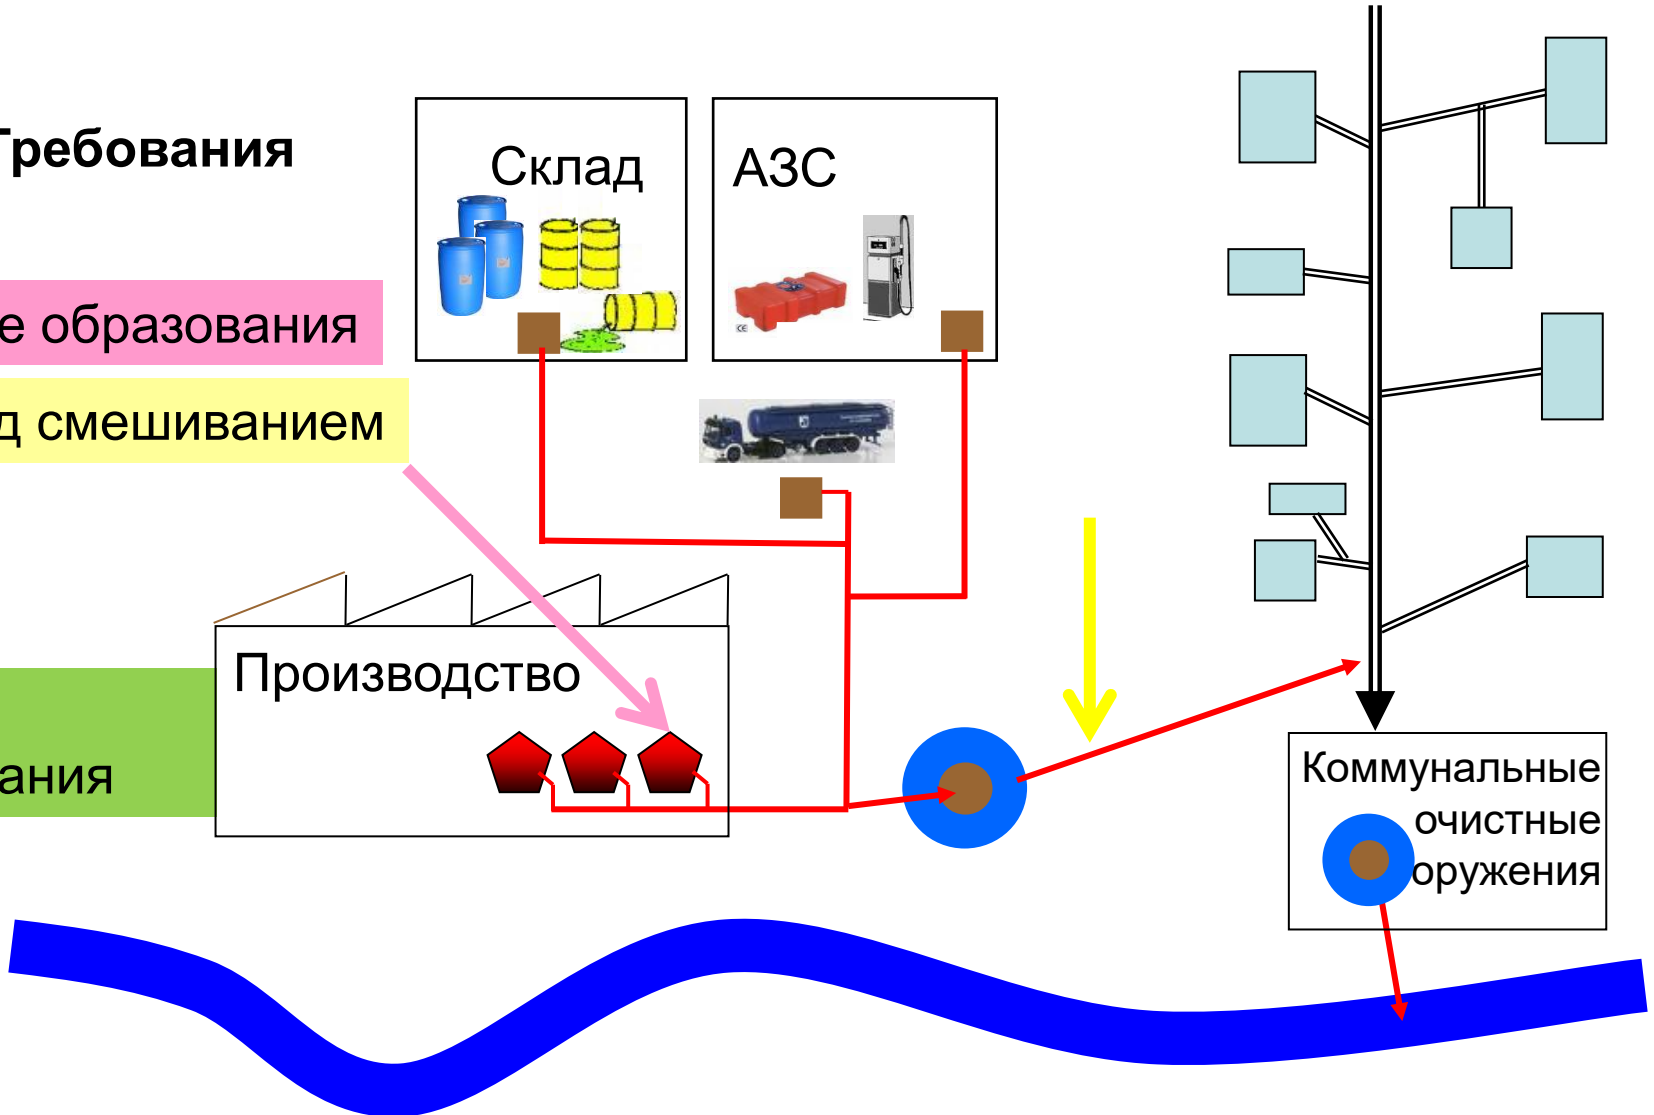 Требования
Склад
АЗС
е образования
д смешиванием
Производство
ания
Коммунальные
очистные
оружения